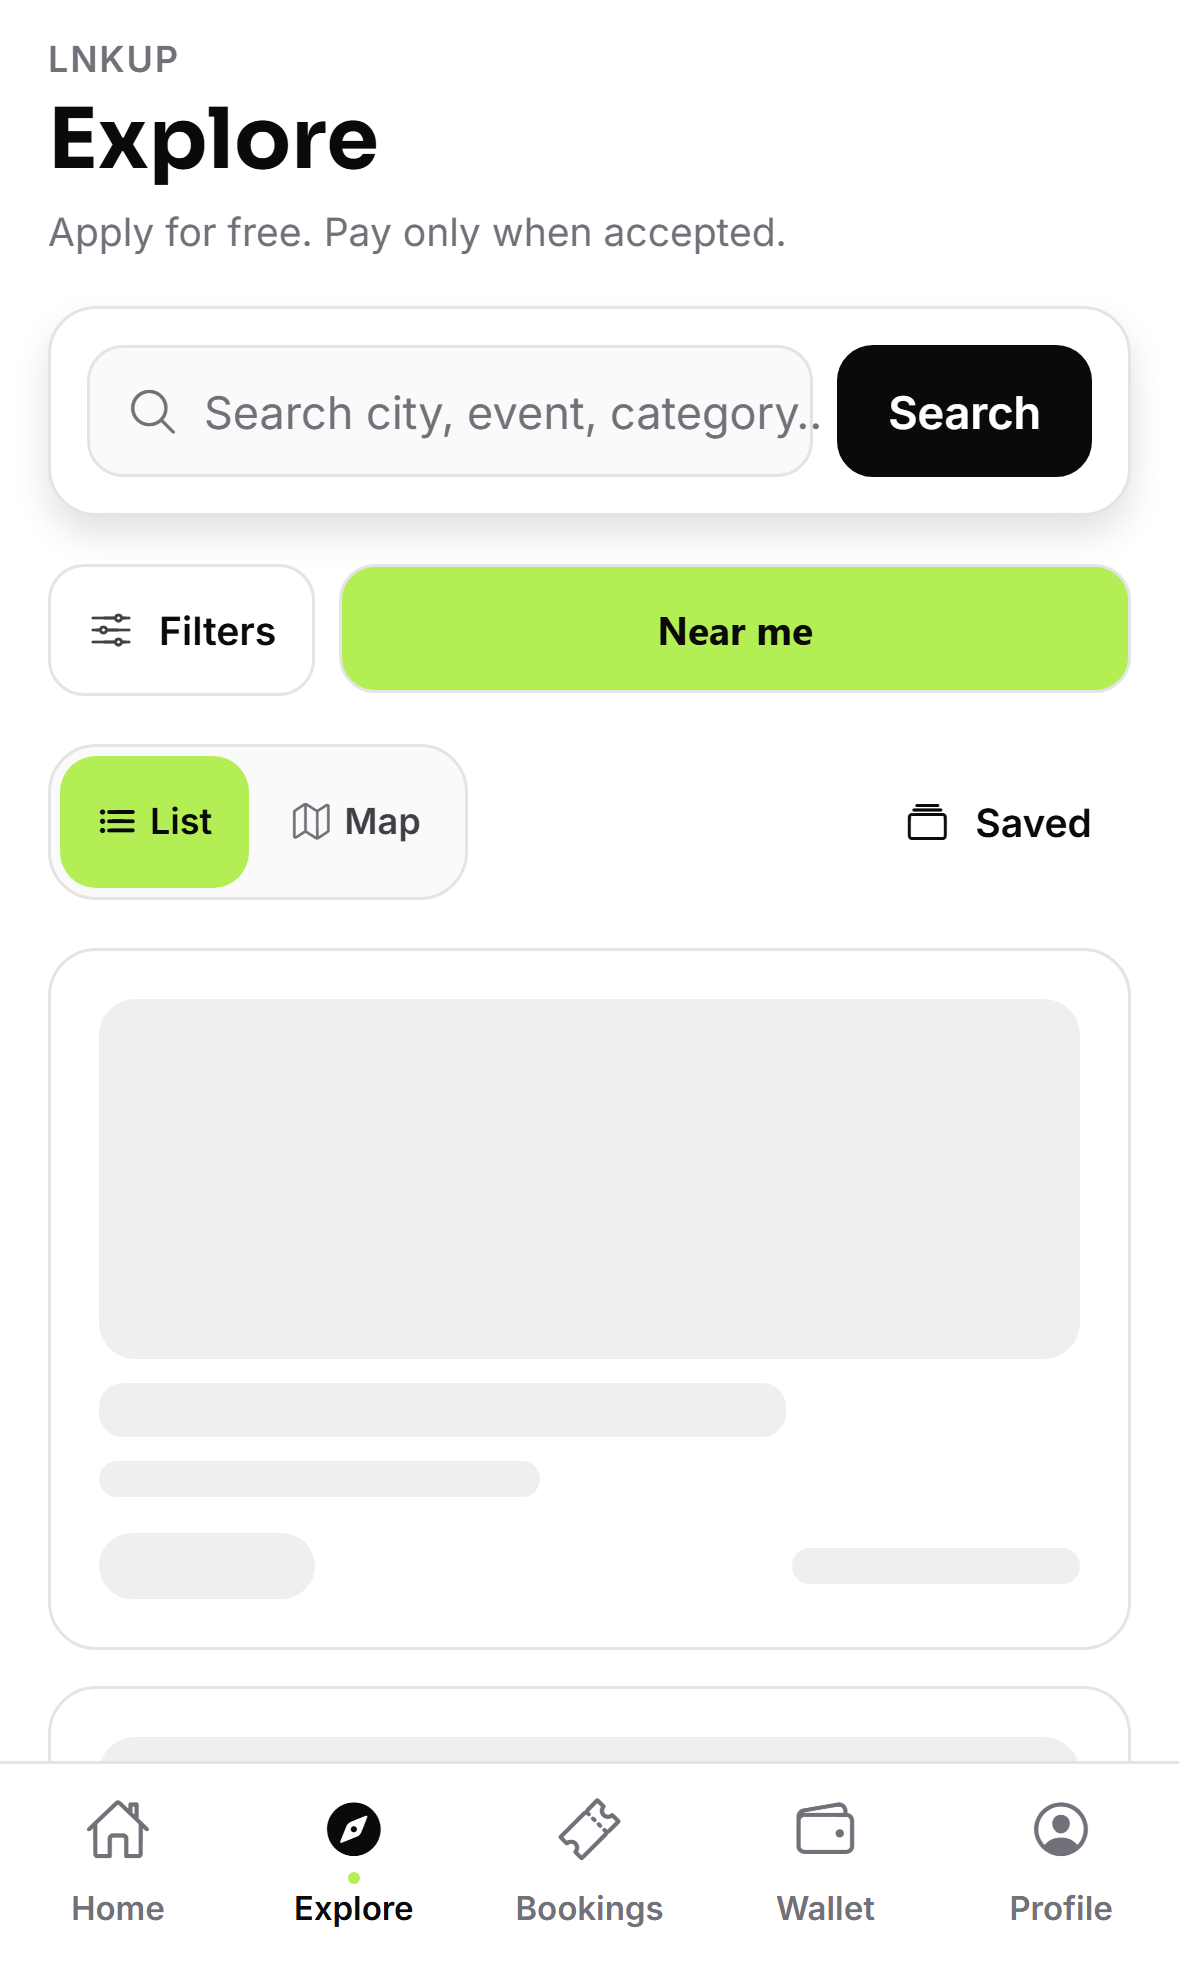 LNKUP
Explore
Apply for free. Pay only when accepted.
Search city, event, category..
Search
Filters
Near me
List
Map
Saved
Home
Explore
Bookings
Wallet
Profile